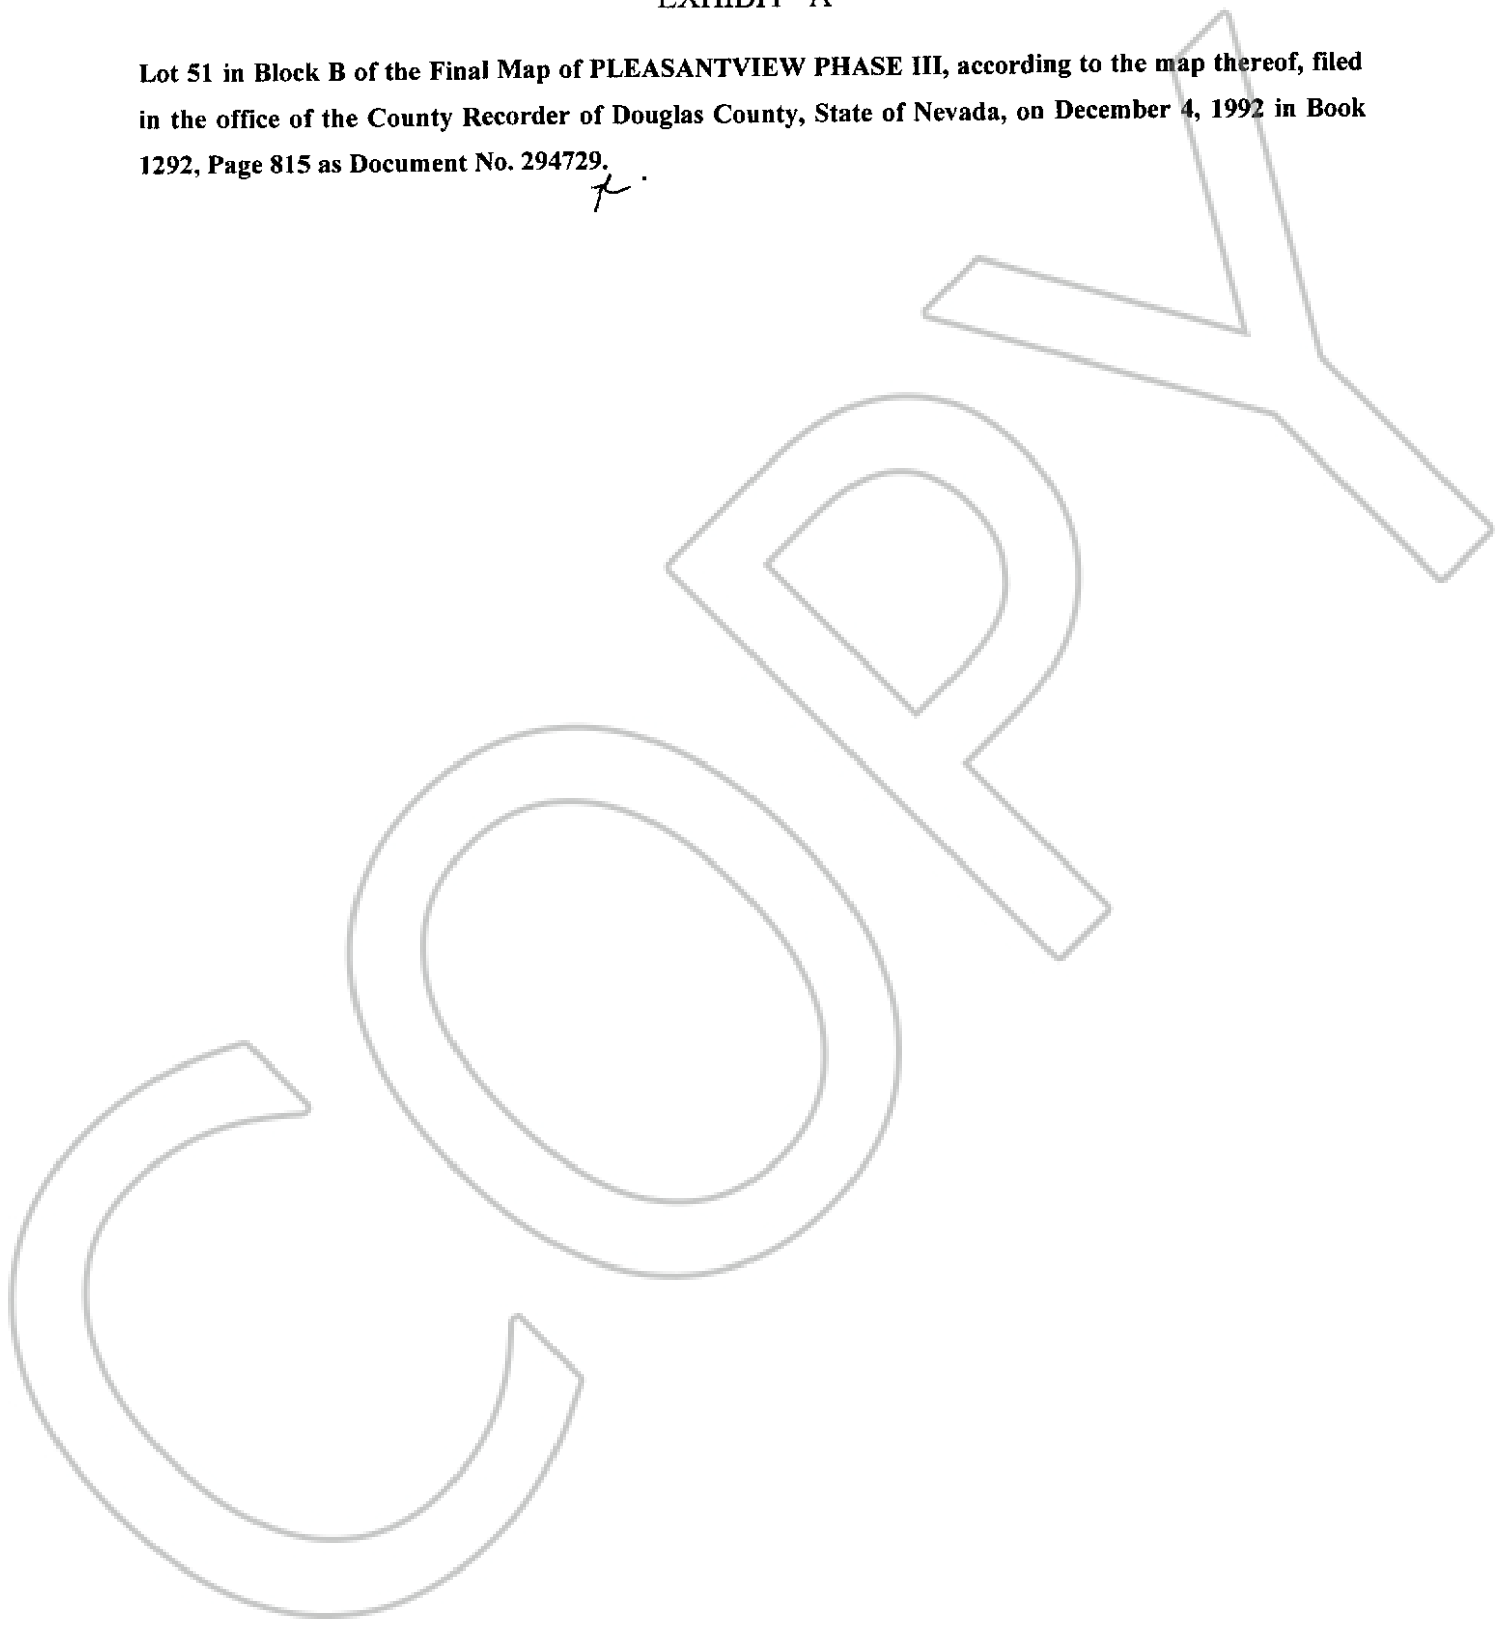 EXHIBIT "A"
Lot 51 in Block B of the Final Map of PLEASANTVIEW PHASE III, according to the map thereof, filed
in the office of the County Recorder of Douglas County, State of Nevada, on December 4, 1992 in Book
1292, Page 815 as Document No. 294729.
COPY